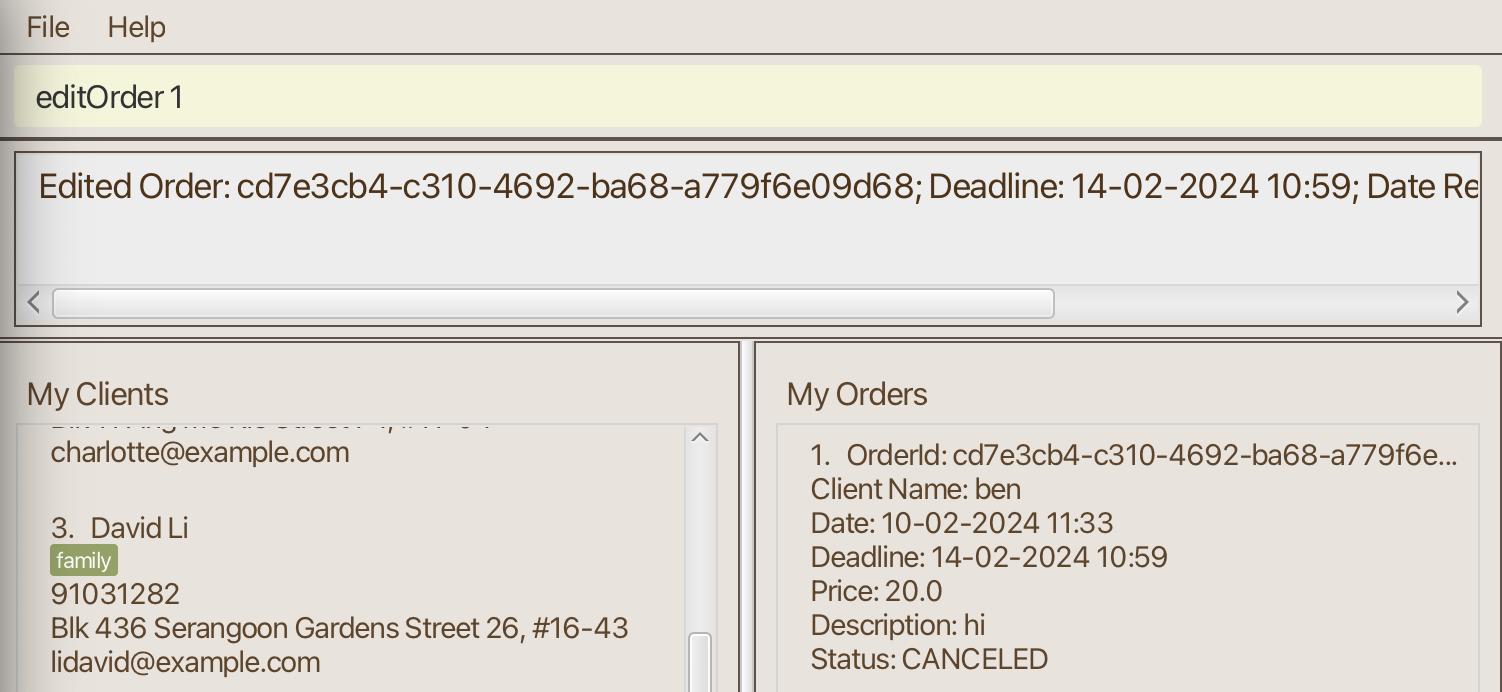 File Help
editOrder 1
Edited Order: cd7e3cb4-c310-4692-ba68-a779f6e09d68; Deadline: 14-02-2024 10:59; Date Re
My Clients
charlotte@example.com
3. David Li
family
91031282
Blk 436 Serangoon Gardens Street 26, #16-43
lidavid@example.com
My Orders
1. OrderId: cd7e3cb4-c310-4692-ba68-a779f6e...
Client Name: ben
Date: 10-02-2024 11:33
Deadline: 14-02-2024 10:59
Price: 20.0
Description: hi
Status: CANCELED